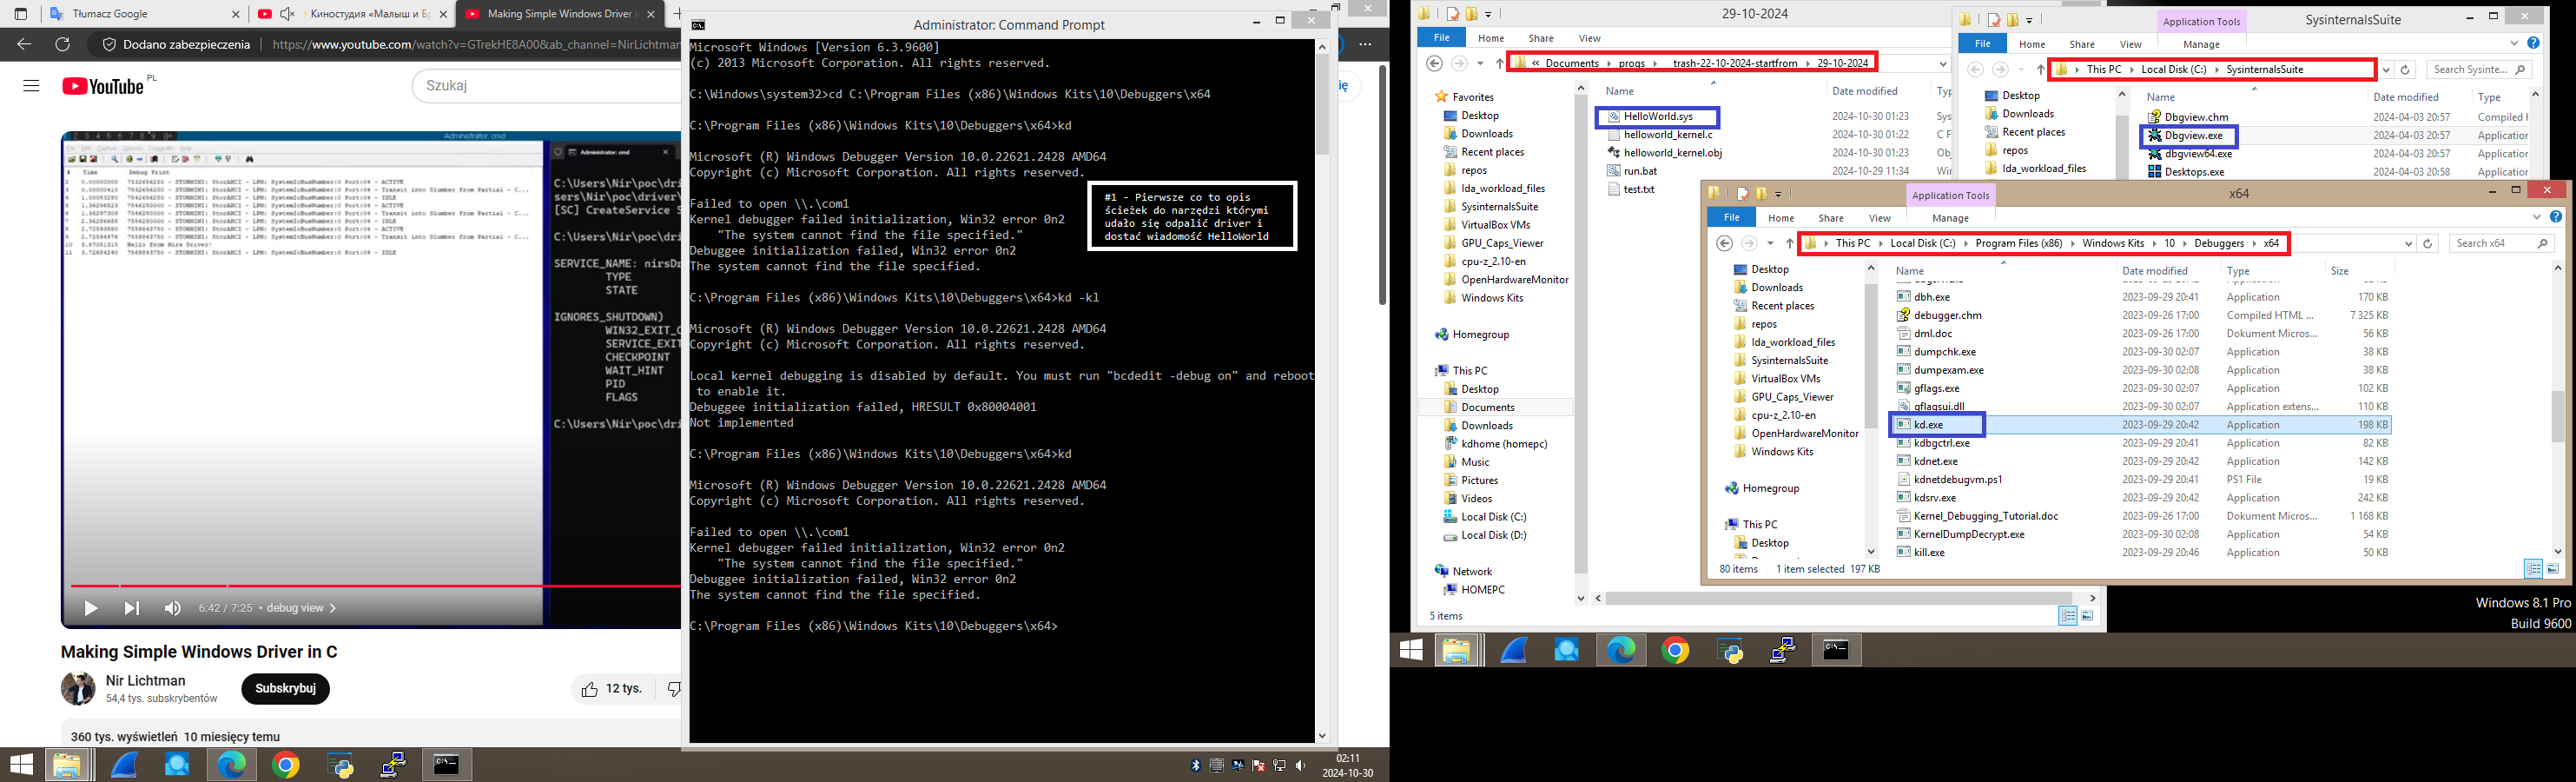 Tłumacz Google
Киностудия «Малыш и Бр
Making Simple Windows Driver i
Dodano zabezpieczenia
https://www.youtube.com/watch?v=GTrekHE8A00&ab_channel=NirLichtman
YouTube PL
Szukaj
Administrator: cmd
# Time Debug Print
Administrator: cmd
C:\Users\Nir\poc\dri
sers\Nir\poc\driver\
[SC] CreateService S
SERVICE_NAME: nirsDr
TYPE
STATE
IGNORES_SHUTDOWN)
WIN32_EXIT_C
SERVICE_EXIT
CHECKPOINT
WAIT_HINT
PID
FLAGS
C:\Users\Nir\poc\dri
6:42 / 7:25 • debug view
Making Simple Windows Driver in C
Nir Lichtman
54,4 tys. subskrybentów
Subskrybuj
12 tys.
360 tys. wyświetleń 10 miesięcy temu
Administrator: Command Prompt
Microsoft Windows [Version 6.3.9600]
(c) 2013 Microsoft Corporation. All rights reserved.
C:\Windows\system32>cd C:\Program Files (x86)\Windows Kits\10\Debuggers\x64
C:\Program Files (x86)\Windows Kits\10\Debuggers\x64>kd
Microsoft (R) Windows Debugger Version 10.0.22621.2428 AMD64
Copyright (c) Microsoft Corporation. All rights reserved.
Failed to open \\.\com1
Kernel debugger failed initialization, Win32 error 0n2
"The system cannot find the file specified."
Debuggee initialization failed, Win32 error 0n2
The system cannot find the file specified.
C:\Program Files (x86)\Windows Kits\10\Debuggers\x64>kd -kl
Microsoft (R) Windows Debugger Version 10.0.22621.2428 AMD64
Copyright (c) Microsoft Corporation. All rights reserved.
Local kernel debugging is disabled by default. You must run "bcdedit -debug on" and reboot
to enable it.
Debuggee initialization failed, HRESULT 0x80004001
Not implemented
C:\Program Files (x86)\Windows Kits\10\Debuggers\x64>kd
Microsoft (R) Windows Debugger Version 10.0.22621.2428 AMD64
Copyright (c) Microsoft Corporation. All rights reserved.
Failed to open \\.\com1
Kernel debugger failed initialization, Win32 error 0n2
"The system cannot find the file specified."
Debuggee initialization failed, Win32 error 0n2
The system cannot find the file specified.
C:\Program Files (x86)\Windows Kits\10\Debuggers\x64>
#1 - Pierwsze co to opis
ścieżek do narzędzi którymi
udało się odpalić driver i
dostać wiadomość HelloWorld
02:11
2024-10-30
29-10-2024
File Home Share View
« Documents progs trash-22-10-2024-startfrom 29-10-2024
Favorites
Desktop
Downloads
Recent places
repos
lda_workload_files
SysinternalsSuite
VirtualBox VMs
GPU_Caps_Viewer
cpu-z_2.10-en
OpenHardwareMonitor
Windows Kits
Homegroup
This PC
Desktop
Documents
Downloads
kdhome (homepc)
Music
Pictures
Videos
Local Disk (C:)
Local Disk (D:)
Network
HOMEPC
Name Date modified Typ
HelloWorld.sys 2024-10-30 01:23 Sys
helloworld_kernel.c 2024-10-30 01:22 C F
helloworld_kernel.obj 2024-10-30 01:23 Obj
run.bat 2024-10-29 11:34 Win
test.txt
5 items
Application Tools SysinternalsSuite
File Home Share View Manage
This PC Local Disk (C:) SysinternalsSuite
Search Sysinte...
Desktop
Downloads
Recent places
repos
lda_workload_files
Name Date modified Type
Dbgview.chm 2024-04-03 20:57 Compiled H
Dbgview.exe 2024-04-03 20:57 Application
dbgview64.exe 2024-04-03 20:57 Application
Desktops.exe 2024-04-03 20:58 Application
Application Tools x64
File Home Share View Manage
This PC Local Disk (C:) Program Files (x86) Windows Kits 10 Debuggers x64
Search x64
Desktop
Downloads
Recent places
repos
lda_workload_files
SysinternalsSuite
VirtualBox VMs
GPU_Caps_Viewer
cpu-z_2.10-en
OpenHardwareMonitor
Windows Kits
Homegroup
This PC
Desktop
Name Date modified Type Size
dbh.exe 2023-09-29 20:41 Application 170 KB
debugger.chm 2023-09-26 17:00 Compiled HTML ... 7 325 KB
dml.doc 2023-09-26 17:00 Dokument Micros... 56 KB
dumpchk.exe 2023-09-30 02:07 Application 38 KB
dumpexam.exe 2023-09-30 02:08 Application 38 KB
gflags.exe 2023-09-30 02:07 Application 102 KB
gflagsui.dll 2023-09-30 02:07 Application extens... 110 KB
kd.exe 2023-09-29 20:42 Application 198 KB
kdbgctrl.exe 2023-09-29 20:41 Application 82 KB
kdnet.exe 2023-09-29 20:42 Application 142 KB
kdnetdebugvm.ps1 2023-09-29 20:41 PS1 File 19 KB
kdsrv.exe 2023-09-29 20:42 Application 242 KB
Kernel_Debugging_Tutorial.doc 2023-09-26 17:00 Dokument Micros... 1 168 KB
KernelDumpDecrypt.exe 2023-09-30 02:08 Application 54 KB
kill.exe 2023-09-29 20:46 Application 50 KB
80 items 1 item selected 197 KB
Windows 8.1 Pro
Build 9600